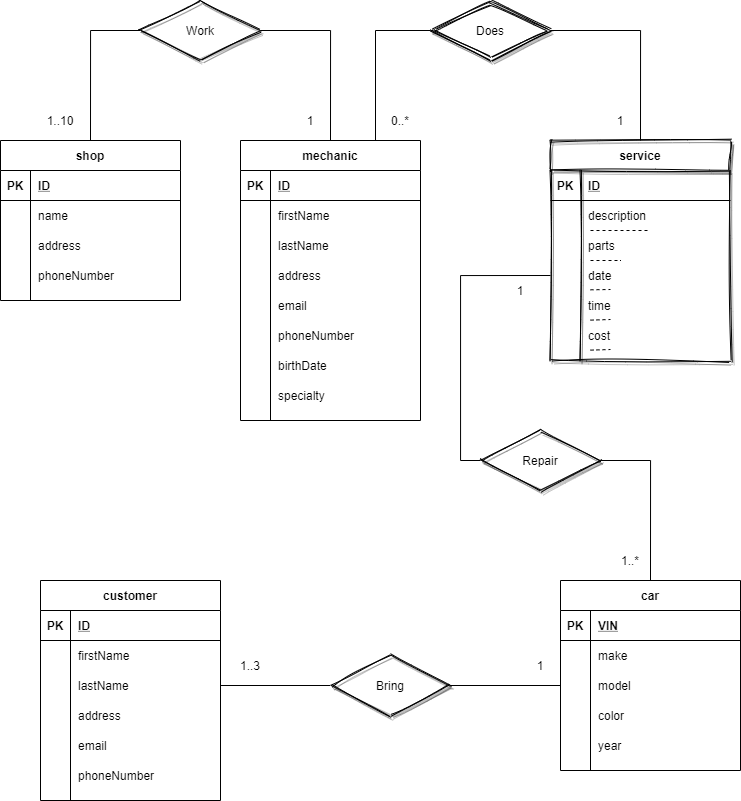 Work
Does
1..10
1
0..*
1
shop
PK ID
name
address
phoneNumber
mechanic
PK ID
firstName
lastName
address
email
phoneNumber
birthDate
specialty
service
PK ID
description
parts
date
time
cost
1
Repair
1..*
customer
PK ID
firstName
lastName
address
email
phoneNumber
1..3
Bring
1
car
PK VIN
make
model
color
year